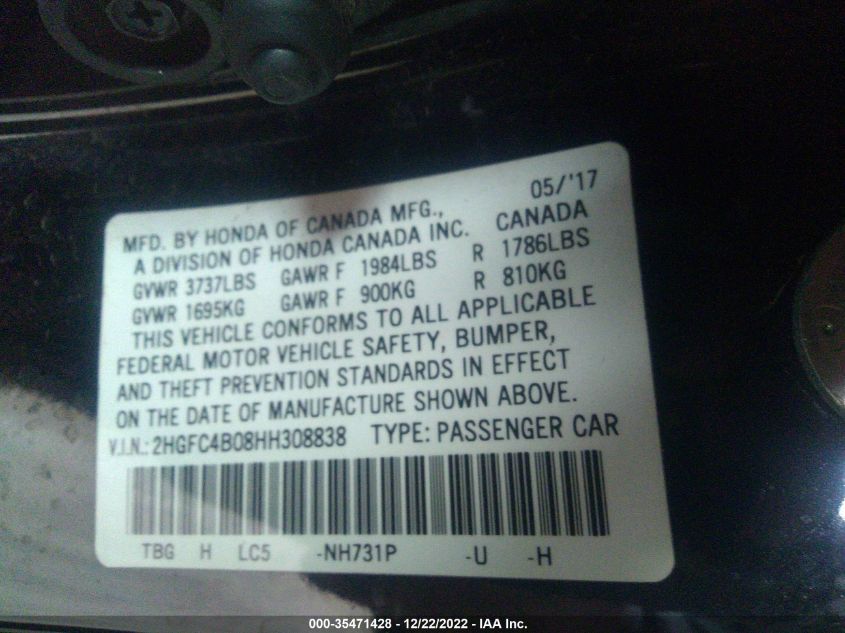 05/'17
MFD. BY HONDA OF CANADA MFG.,
A DIVISION OF HONDA CANADA INC. CANADA
GVWR 3737LBS GAWR F 1984LBS R 1786LBS
GVWR 1695KG GAWR F 900KG R 810KG
THIS VEHICLE CONFORMS TO ALL APPLICABLE
FEDERAL MOTOR VEHICLE SAFETY, BUMPER,
AND THEFT PREVENTION STANDARDS IN EFFECT
ON THE DATE OF MANUFACTURE SHOWN ABOVE.
V.I.N.: 2HGFC4B08HH308838 TYPE: PASSENGER CAR
TBG H LC5 -NH731P -U -H
000-35471428 - 12/22/2022 - IAA Inc.